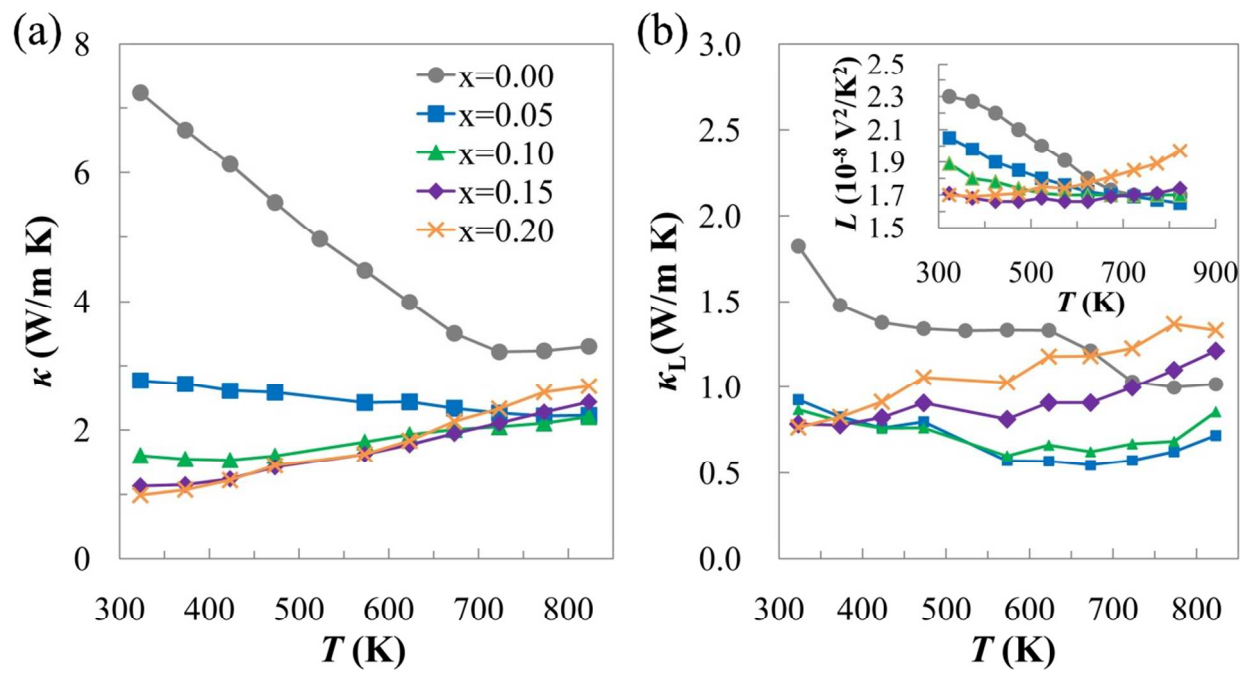 (a)
8
6
4
2
0
κ (W/m K)
x=0.00
x=0.05
x=0.10
x=0.15
x=0.20
300 400 500 600 700 800
T (K)
(b)
3.0
2.5
2.0
1.5
1.0
0.5
0.0
κL(W/m K)
2.5
2.3
2.1
1.9
1.7
1.5
L (10-8 V2/K2)
300 500 700 900
T (K)
300 400 500 600 700 800
T (K)